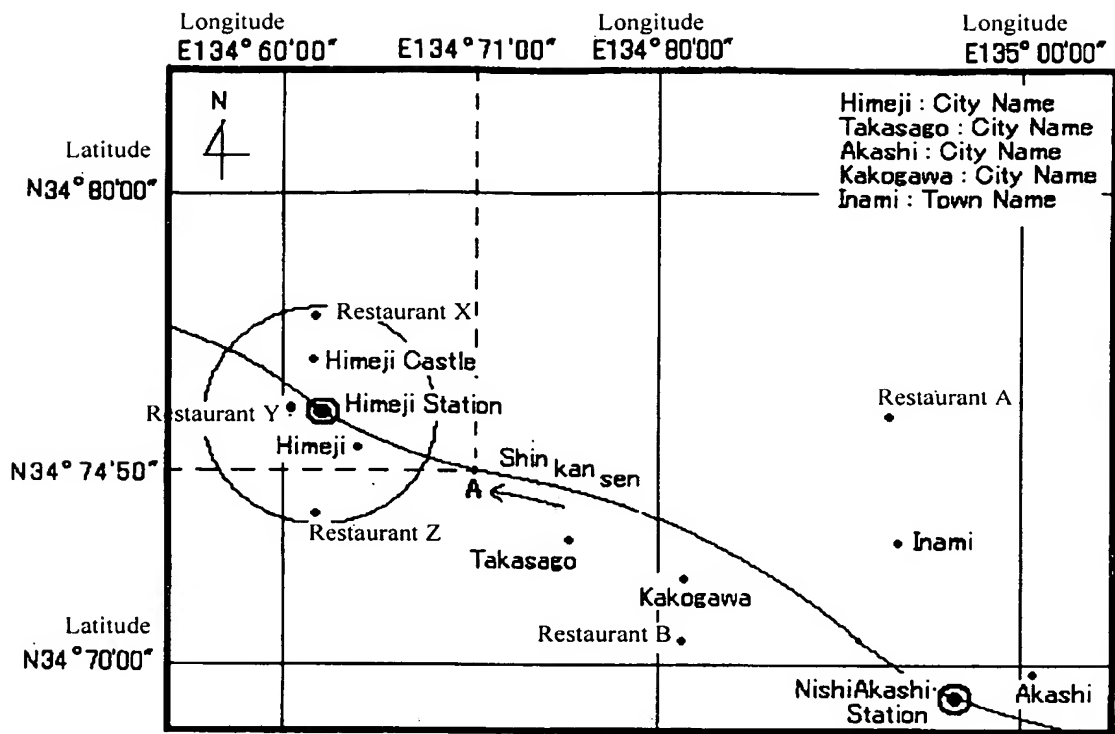 Longitude
E134°60'00"
E134°71'00"
Longitude
E134°80'00"
Longitude
E135°00'00"
N
Himeji : City Name
Takasago : City Name
Akashi : City Name
Kakogawa : City Name
Inami : Town Name
Latitude
N34°80'00"
Restaurant X
Himeji Castle
Restaurant Y
Himeji Station
Restaurant A
Himeji
N34°74'50"
Shin kan sen
A
Restaurant Z
Takasago
Inami
Kakogawa
Latitude
Restaurant B
N34°70'00"
NishiAkashi
Station
Akashi